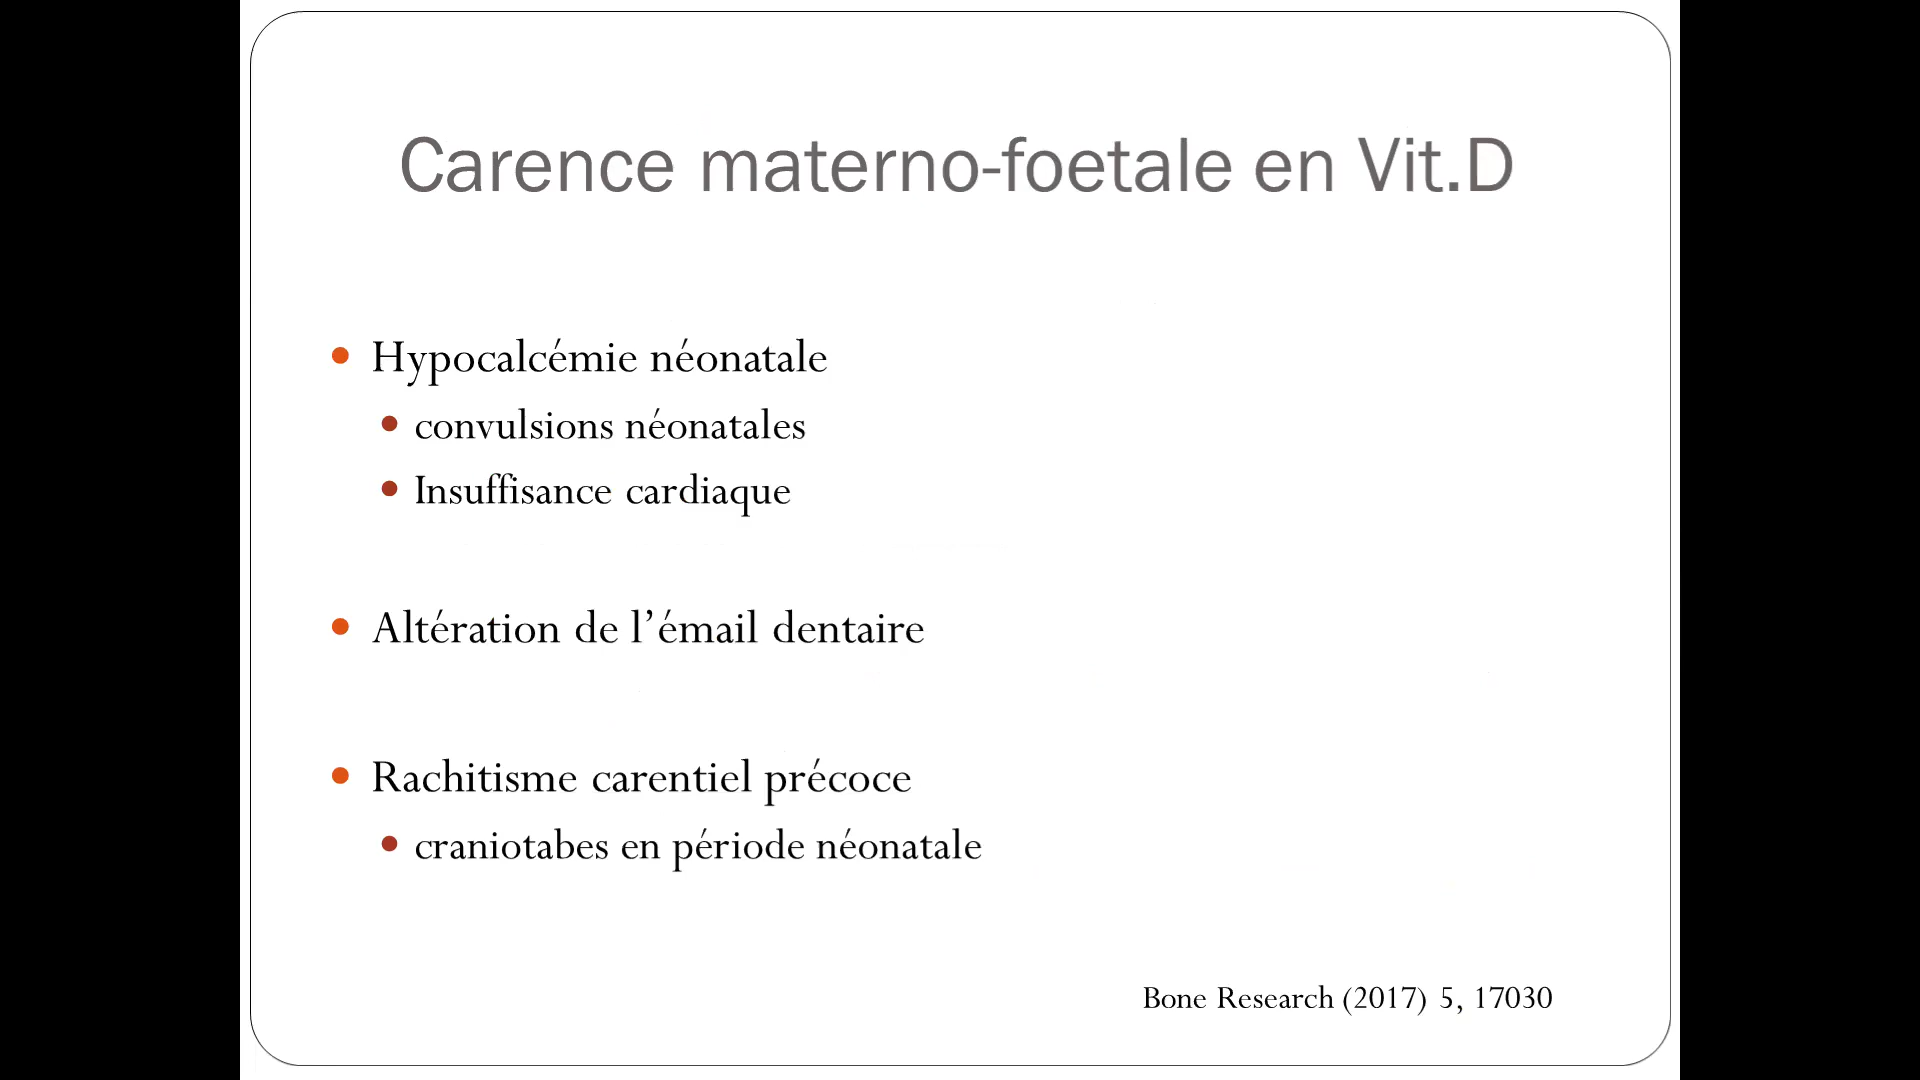 Carence materno-foetale en Vit.D
• Hypocalcémie néonatale
• convulsions néonatales
• Insuffisance cardiaque
• Altération de l’émail dentaire
• Rachitisme carentiel précoce
• craniotabes en période néonatale
Bone Research (2017) 5, 17030